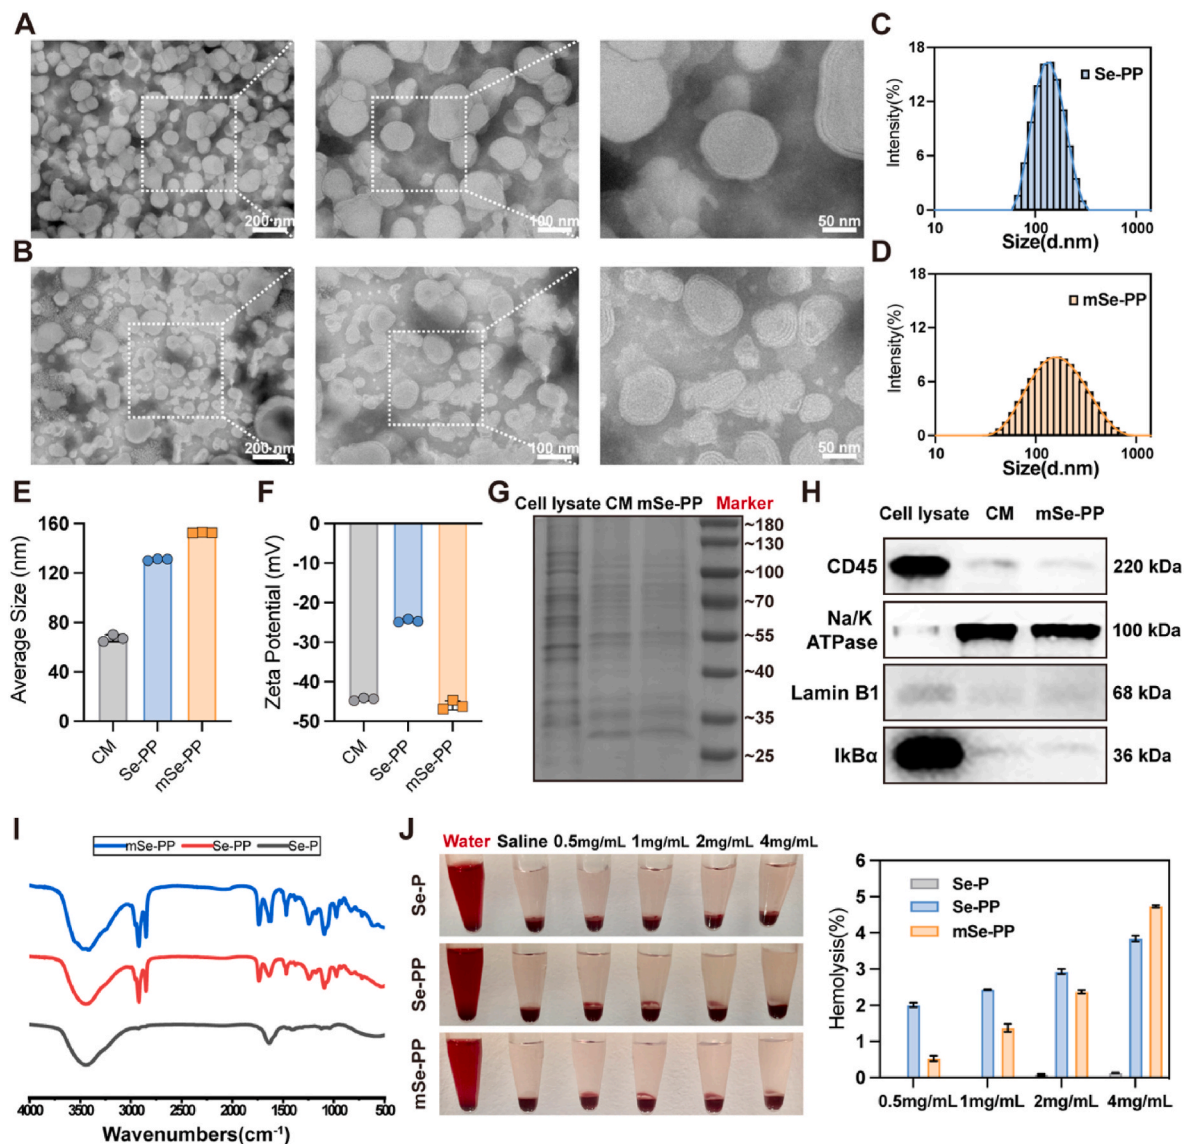 A
200 nm
100 nm
50 nm
B
200 nm
100 nm
50 nm
C
18
12
6
0
Intensity(%)
Se-PP
10
100
1000
Size(d.nm)
D
18
12
6
0
Intensity(%)
mSe-PP
10
100
1000
Size(d.nm)
E
160
120
80
40
0
Average Size (nm)
CM
Se-PP
mSe-PP
F
0
-10
-20
-30
-40
-50
Zeta Potential (mV)
CM
Se-PP
mSe-PP
G
Cell lysate CM mSe-PP Marker
~180
~130
~100
~70
~55
~40
~35
~25
H
Cell lysate CM mSe-PP
CD45 220 kDa
Na/K
ATPase 100 kDa
Lamin B1 68 kDa
IkBα 36 kDa
I
mSe-PP Se-PP Se-P
4000 3500 3000 2500 2000 1500 1000 500
Wavenumbers(cm⁻¹)
J
Water Saline 0.5mg/mL 1mg/mL 2mg/mL 4mg/mL
Se-P
Se-PP
mSe-PP
6
5
4
3
2
1
0
Hemolysis(%)
Se-P
Se-PP
mSe-PP
0.5mg/mL 1mg/mL 2mg/mL 4mg/mL